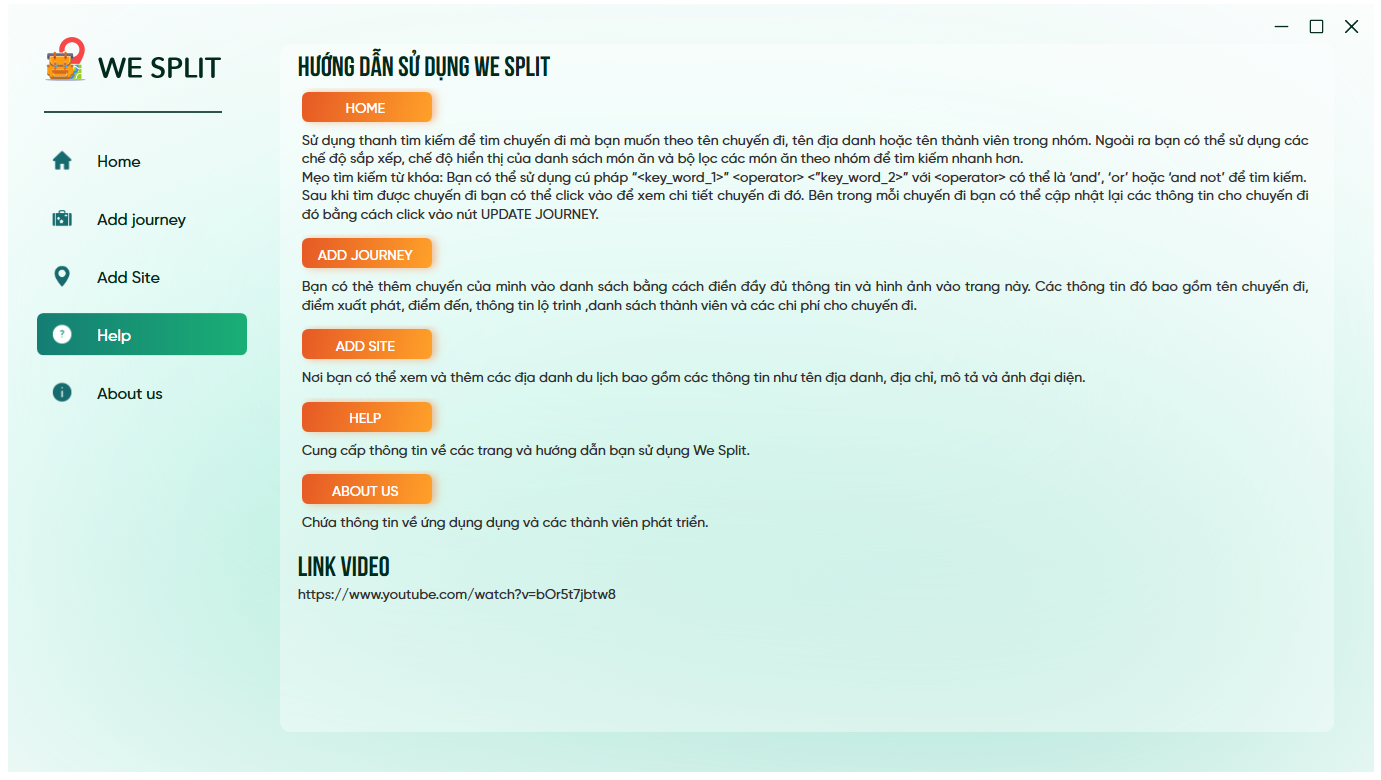 WE SPLIT
Home
Add journey
Add Site
?
Help
i
About us
HƯỚNG DẪN SỬ DỤNG WE SPLIT
HOME
Sử dụng thanh tìm kiếm để tìm chuyến đi mà bạn muốn theo tên chuyến đi, tên địa danh hoặc tên thành viên trong nhóm. Ngoài ra bạn có thể sử dụng các
chế độ sắp xếp, chế độ hiển thị của danh sách món ăn và bộ lọc các món ăn theo nhóm để tìm kiếm nhanh hơn.
Mẹo tìm kiếm từ khóa: Bạn có thể sử dụng cú pháp “<key_word_1>” <operator> <”key_word_2>” với <operator> có thể là ‘and’, ‘or’ hoặc ‘and not’ để tìm kiếm.
Sau khi tìm được chuyến đi bạn có thể click vào để xem chi tiết chuyến đi đó. Bên trong mỗi chuyến đi bạn có thể cập nhật lại các thông tin cho chuyến đi
đó bằng cách click vào nút UPDATE JOURNEY.
ADD JOURNEY
Bạn có thẻ thêm chuyến của mình vào danh sách bằng cách điền đầy đủ thông tin và hình ảnh vào trang này. Các thông tin đó bao gồm tên chuyến đi,
điểm xuất phát, điểm đến, thông tin lộ trình ,danh sách thành viên và các chi phí cho chuyến đi.
ADD SITE
Nơi bạn có thể xem và thêm các địa danh du lịch bao gồm các thông tin như tên địa danh, địa chỉ, mô tả và ảnh đại diện.
HELP
Cung cấp thông tin về các trang và hướng dẫn bạn sử dụng We Split.
ABOUT US
Chứa thông tin về ứng dụng dụng và các thành viên phát triển.
LINK VIDEO
https://www.youtube.com/watch?v=bOr5t7jbtw8